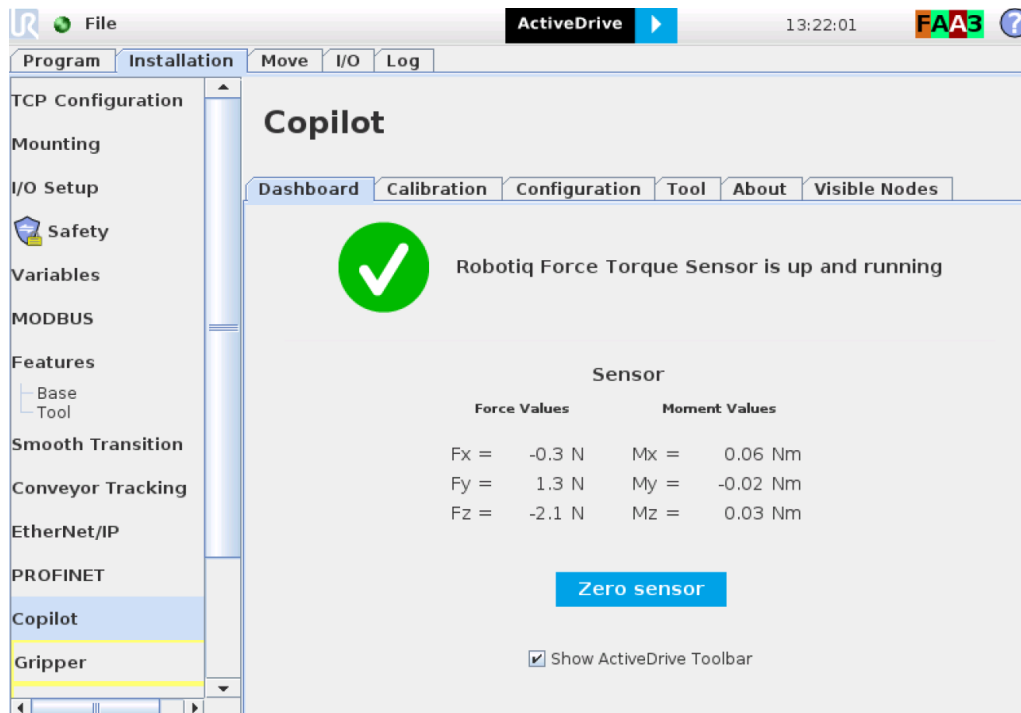 UR File ActiveDrive 13:22:01 FAA3 ?
Program Installation Move I/O Log
TCP Configuration
Mounting
I/O Setup
Safety
Variables
MODBUS
Features
Base
Tool
Smooth Transition
Conveyor Tracking
EtherNet/IP
PROFINET
Copilot
Gripper
Copilot
Dashboard Calibration Configuration Tool About Visible Nodes
Robotiq Force Torque Sensor is up and running
Sensor
Force Values Moment Values
Fx = -0.3 N Mx = 0.06 Nm
Fy = 1.3 N My = -0.02 Nm
Fz = -2.1 N Mz = 0.03 Nm
Zero sensor
Show ActiveDrive Toolbar